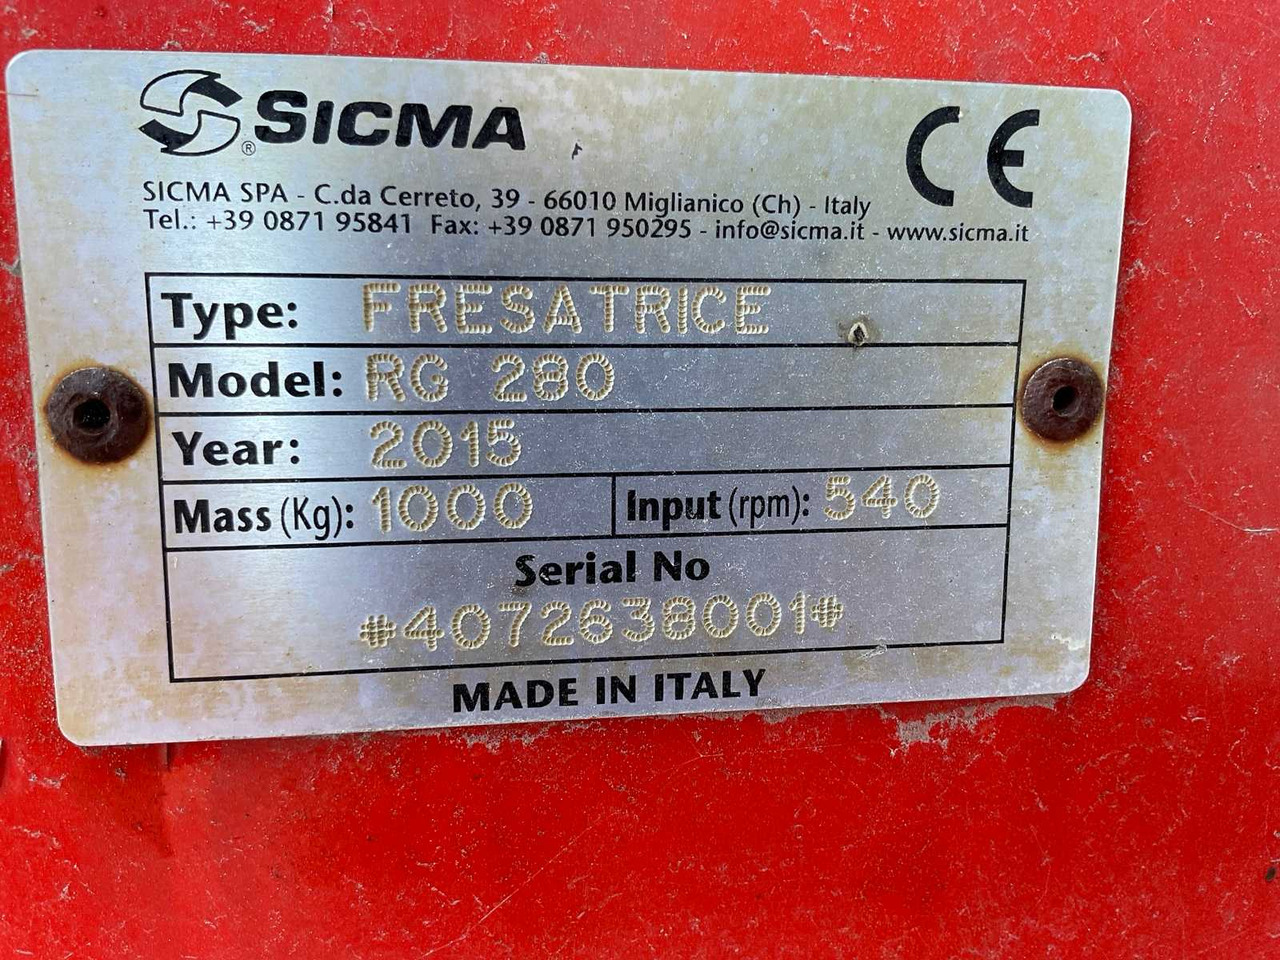 SICMA ® CE
SICMA SPA - C.da Cerreto, 39 - 66010 Miglianico (Ch) - Italy
Tel.: +39 0871 95841 Fax: +39 0871 950295 - info@sicma.it - www.sicma.it
Type: FRESATRICE
Model: RG 280
Year: 2015
Mass (Kg): 1000 Input (rpm): 540
Serial No
*4072638001*
MADE IN ITALY